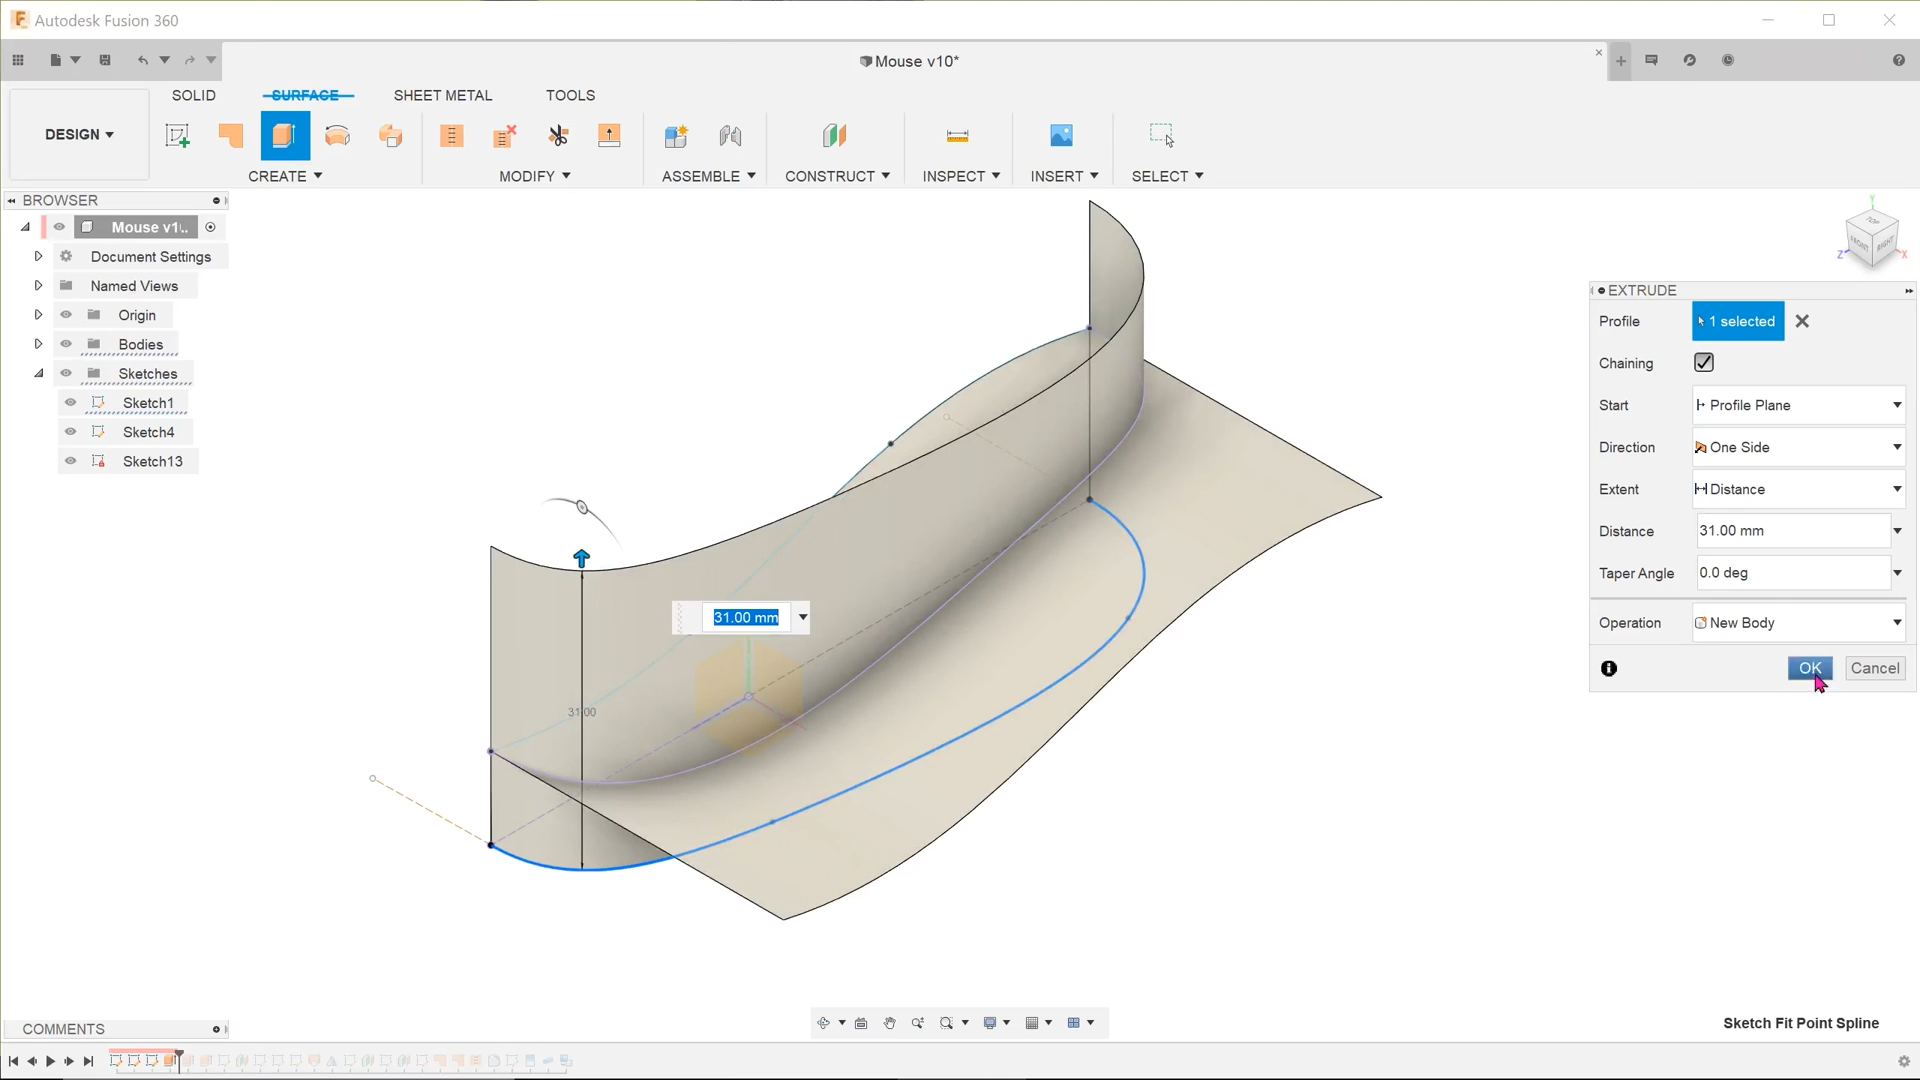 Autodesk Fusion 360
Mouse v10*
SOLID SURFACE SHEET METAL TOOLS
DESIGN
CREATE MODIFY ASSEMBLE CONSTRUCT INSPECT INSERT SELECT
BROWSER
Mouse v1..
Document Settings
Named Views
Origin
Bodies
Sketches
Sketch1
Sketch4
Sketch13
TOP
FRONT
RIGHT
Y
Z
X
EXTRUDE
Profile 1 selected
Chaining
Start Profile Plane
Direction One Side
Extent Distance
Distance 31.00 mm
Taper Angle 0.0 deg
Operation New Body
OK Cancel
31.00 mm
31.00
COMMENTS
Sketch Fit Point Spline